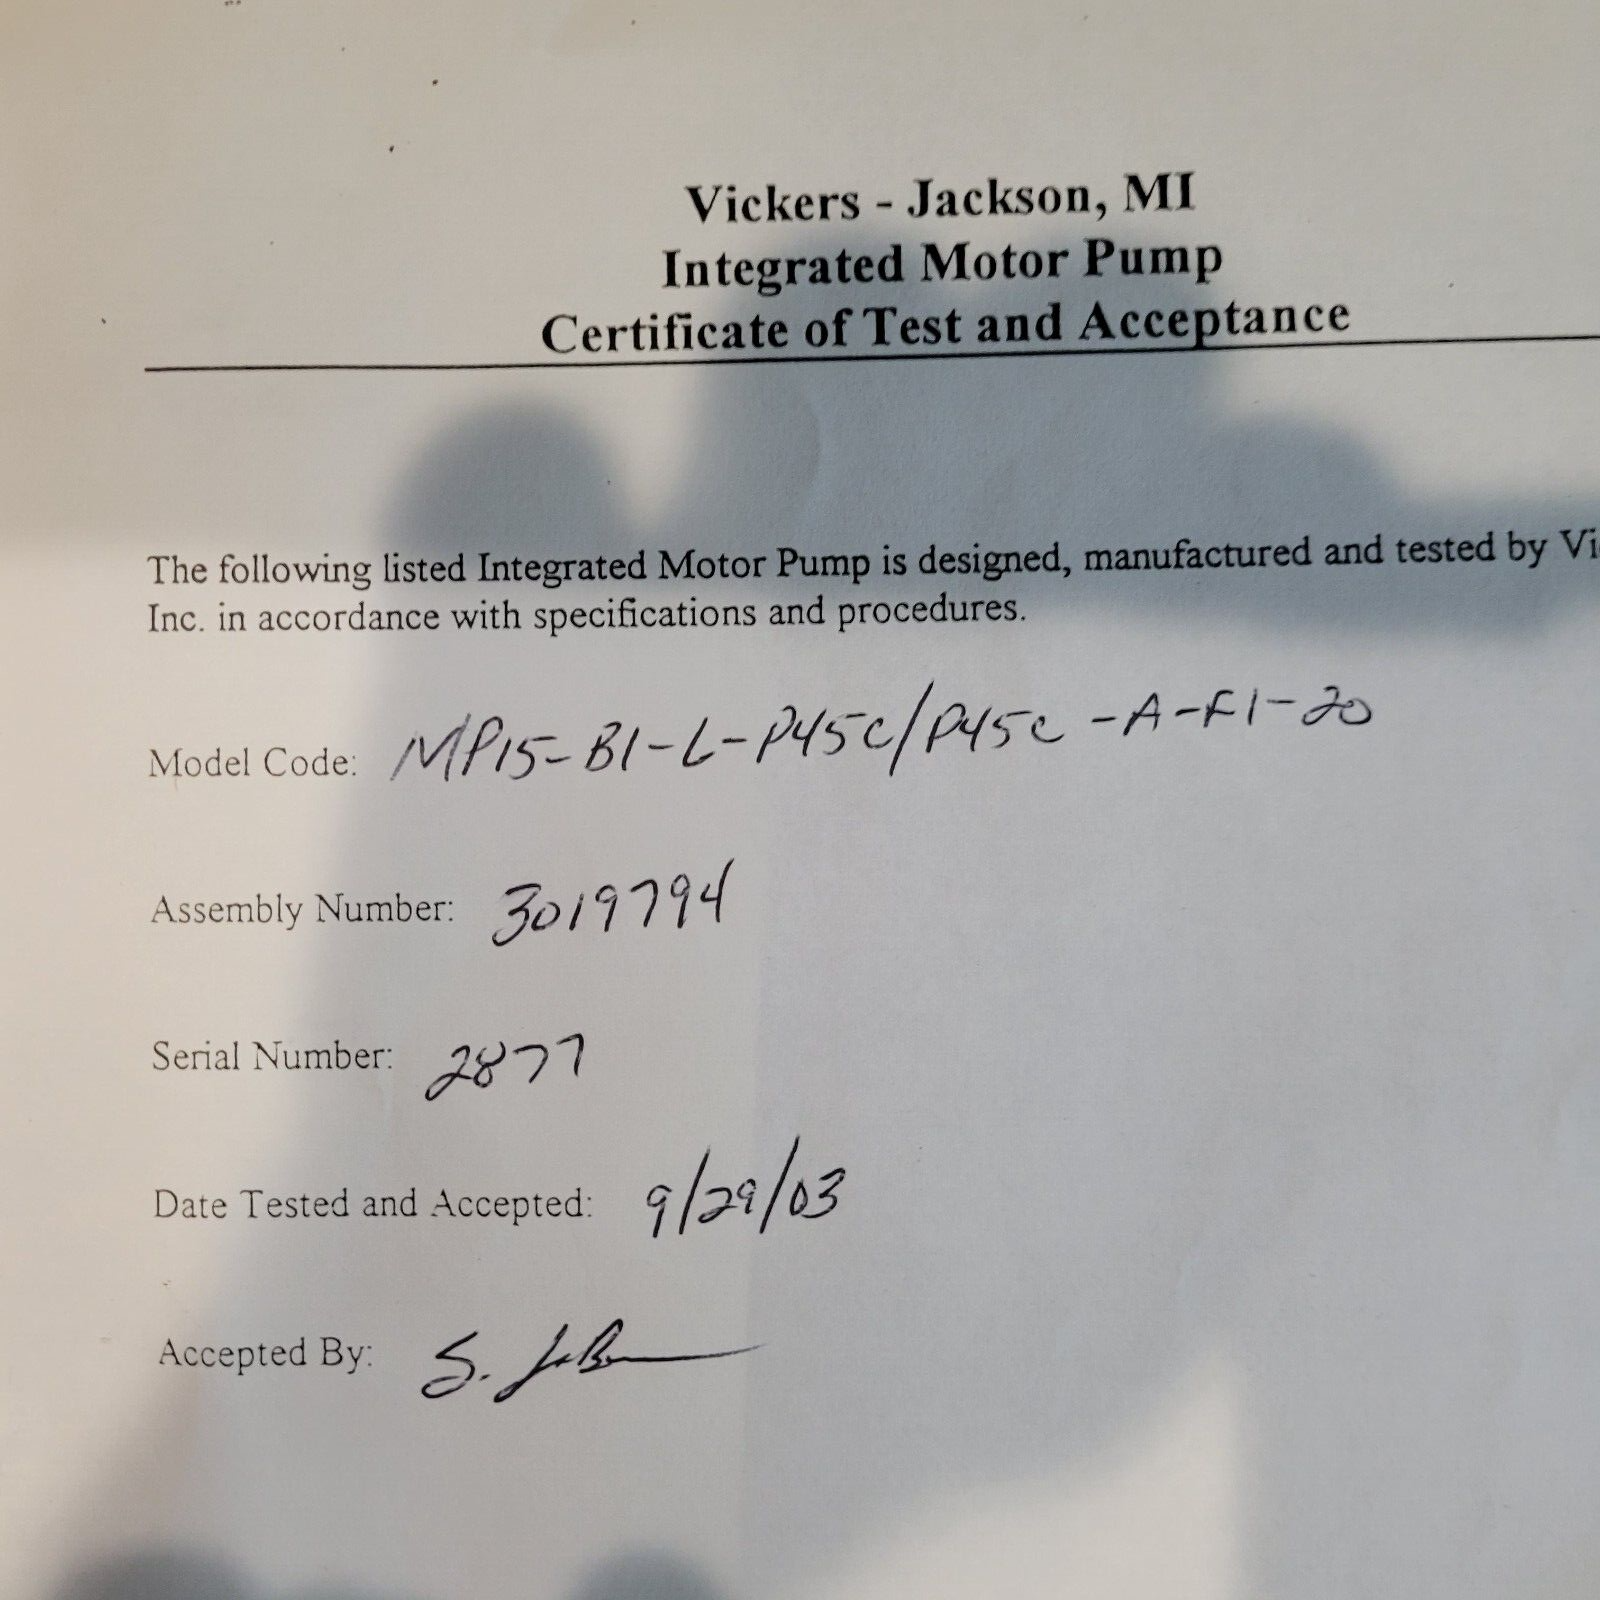 Vickers - Jackson, MI
Integrated Motor Pump
Certificate of Test and Acceptance
The following listed Integrated Motor Pump is designed, manufactured and tested by Vi
Inc. in accordance with specifications and procedures.
Model Code: MP15-B1-L-P45C/P45C-A-F1-20
Assembly Number: 3019794
Serial Number: 2877
Date Tested and Accepted: 9/29/03
Accepted By: S.